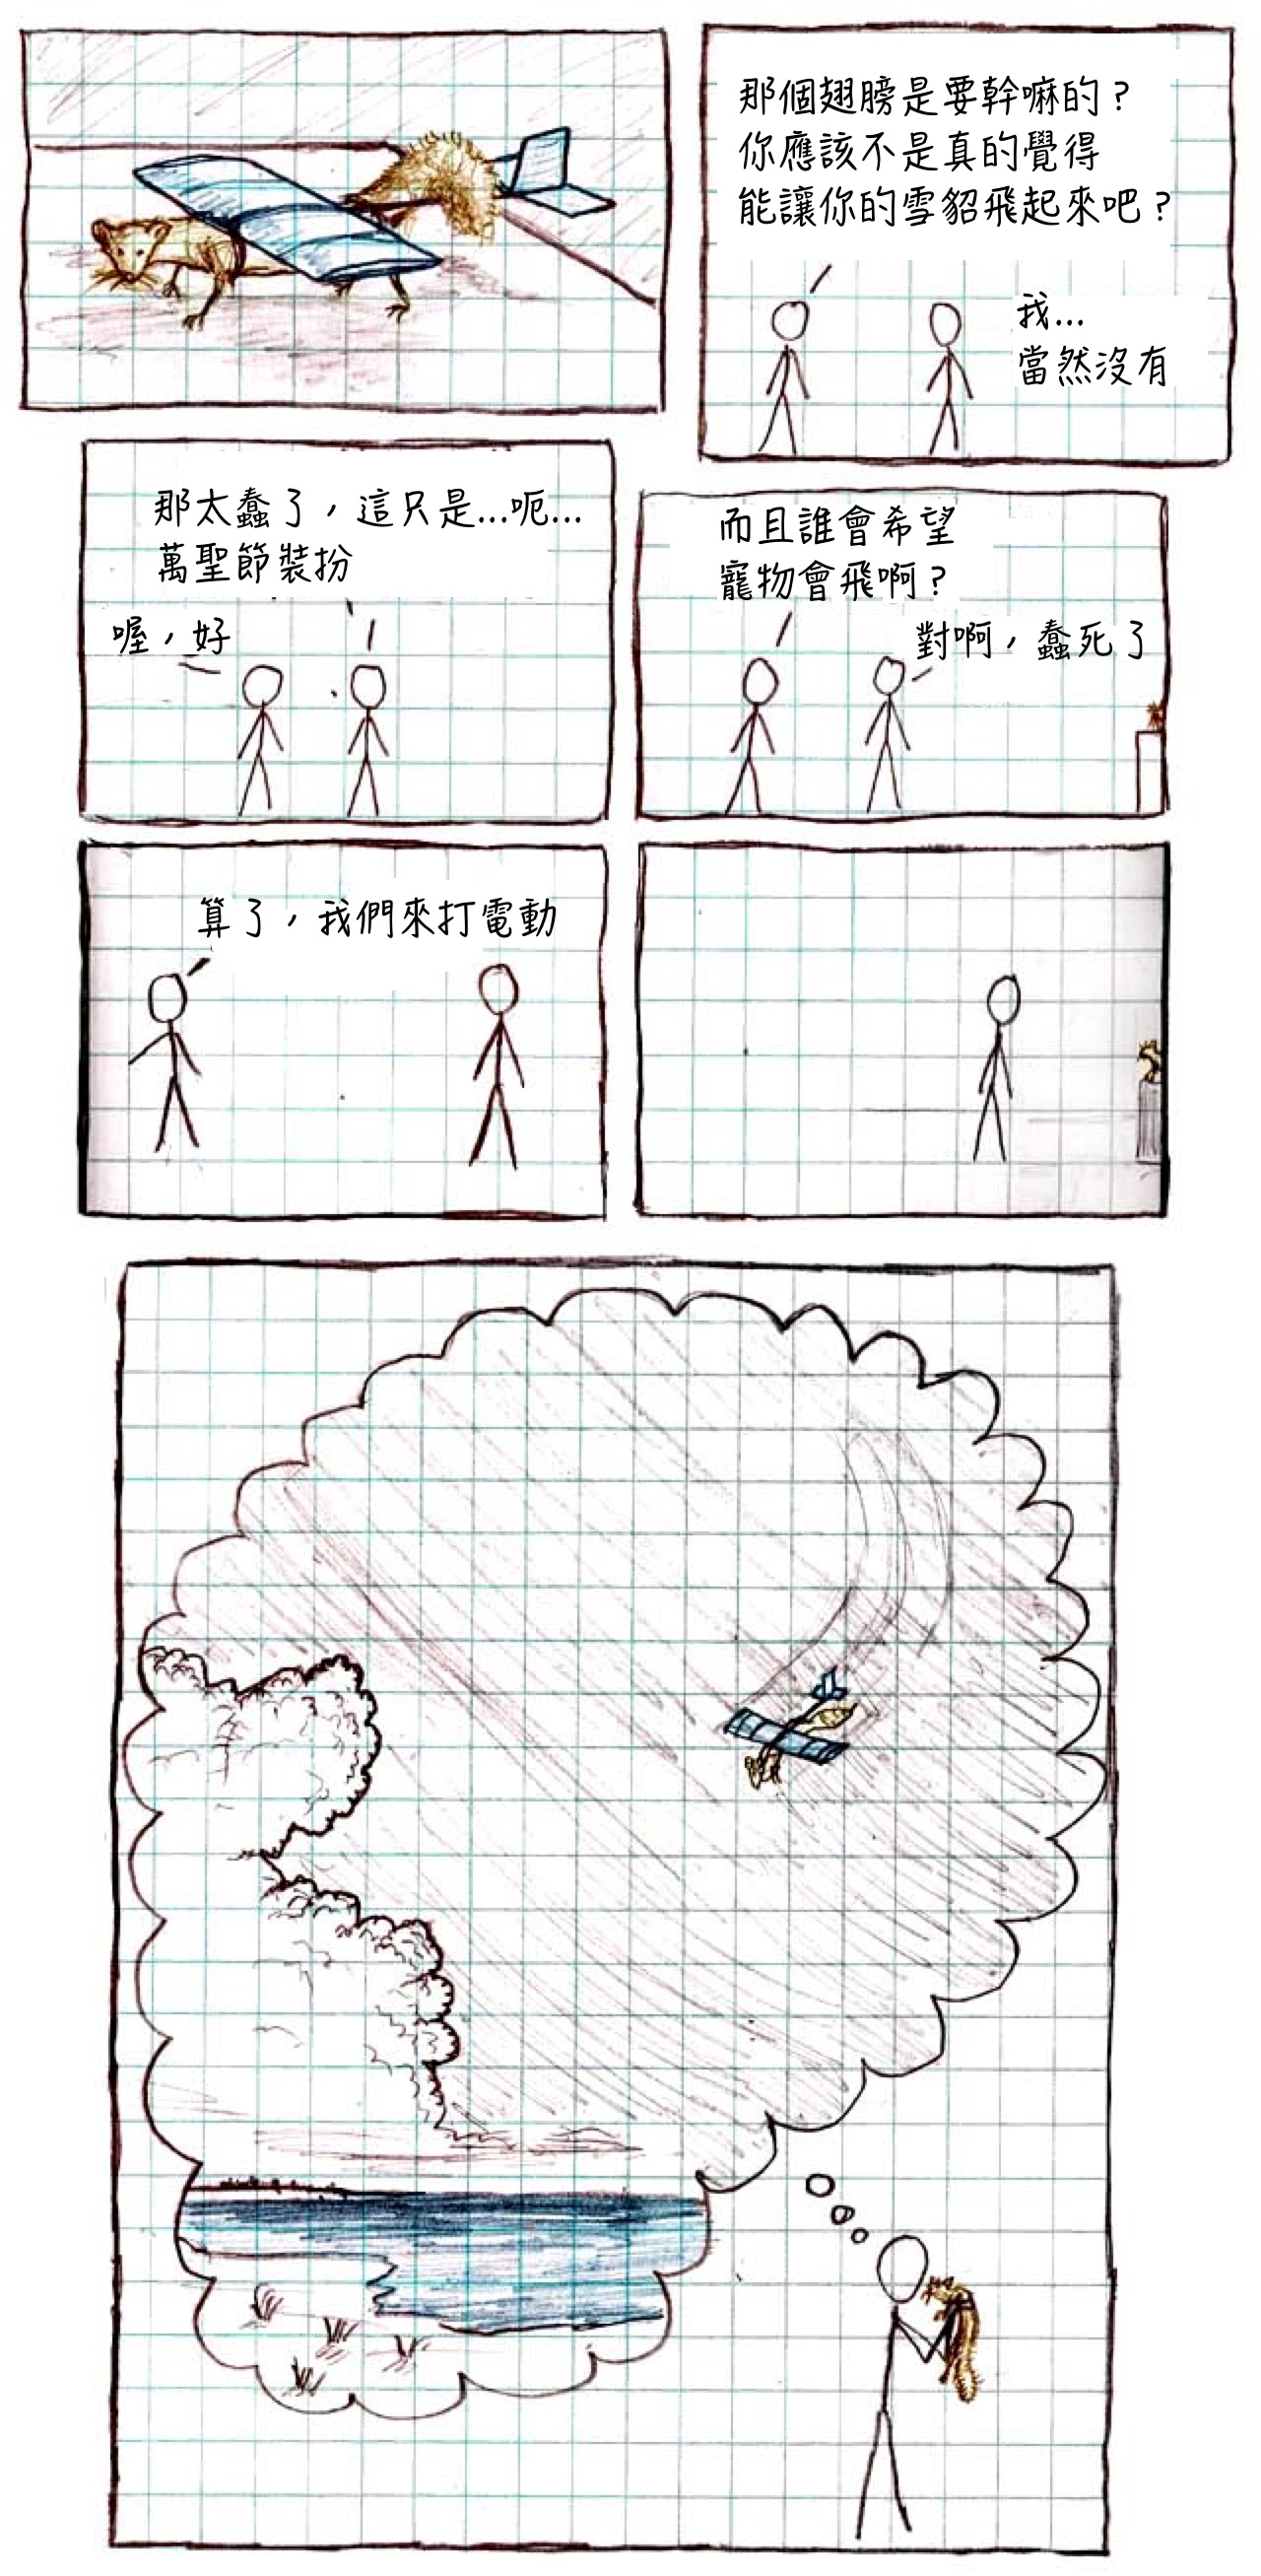 那個翅膀是要幹嘛的？
你應該不是真的覺得
能讓你的雪貂飛起來吧？
我...
當然沒有
那太蠢了，這只是...呃...
萬聖節裝扮
喔，好
而且誰會希望
寵物會飛啊？
對啊，蠢死了
算了，我們來打電動